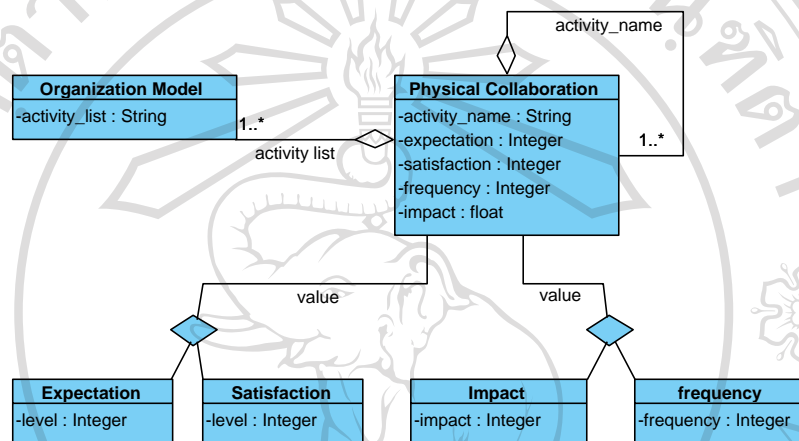 activity_name
Organization Model
-activity_list : String
1..*
activity list
Physical Collaboration
-activity_name : String
-expectation : Integer
-satisfaction : Integer
-frequency : Integer
-impact : float
1..*
value
value
Expectation
-level : Integer
Satisfaction
-level : Integer
Impact
-impact : Integer
frequency
-frequency : Integer